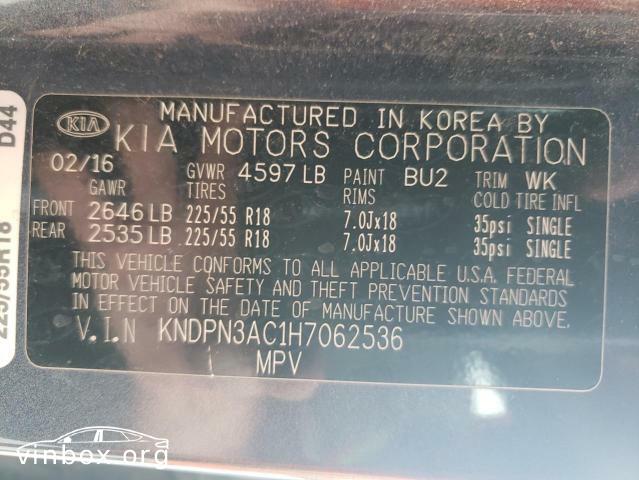 MANUFACTURED IN KOREA BY
KIA KIA MOTORS CORPORATION
02/16 GVWR 4597 LB PAINT BU2 TRIM WK
GAWR TIRES RIMS COLD TIRE INFL
FRONT 2646 LB 225/55 R18 7.0Jx18 35psi SINGLE
REAR 2535 LB 225/55 R18 7.0Jx18 35psi SINGLE
THIS VEHICLE CONFORMS TO ALL APPLICABLE U.S.A. FEDERAL
MOTOR VEHICLE SAFETY AND THEFT PREVENTION STANDARDS
IN EFFECT ON THE DATE OF MANUFACTURE SHOWN ABOVE.
V.I.N KNDPN3AC1H7062536
MPV
D44
225/55R18
vinbox.org